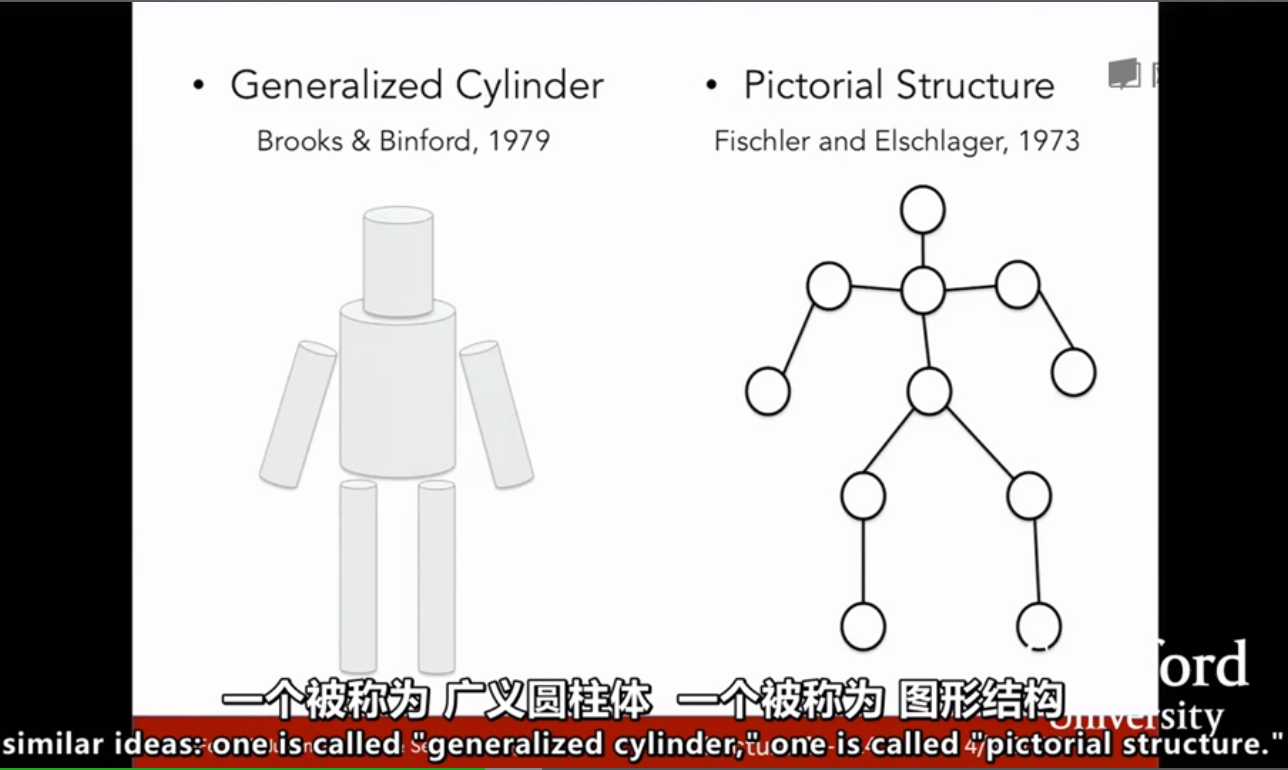 • Generalized Cylinder
Brooks & Binford, 1979
• Pictorial Structure
Fischler and Elschlager, 1973
一个被称为 广义圆柱体 一个被称为 图形结构
University
similar ideas: one is called "generalized cylinder," one is called "pictorial structure."